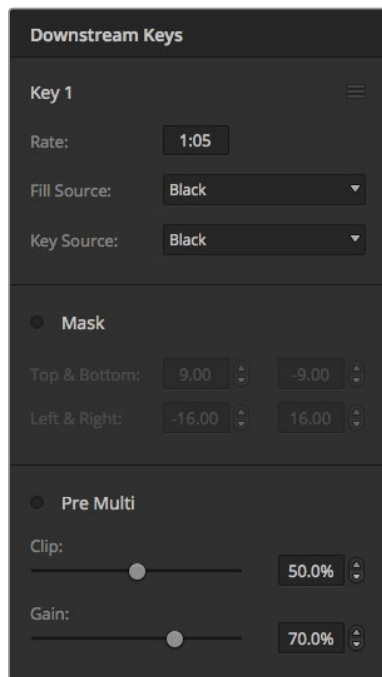 Downstream Keys
Key 1
Rate: 1:05
Fill Source: Black
Key Source: Black
Mask
Top & Bottom: 9.00 -9.00
Left & Right: -16.00 16.00
Pre Multi
Clip:
50.0%
Gain:
70.0%